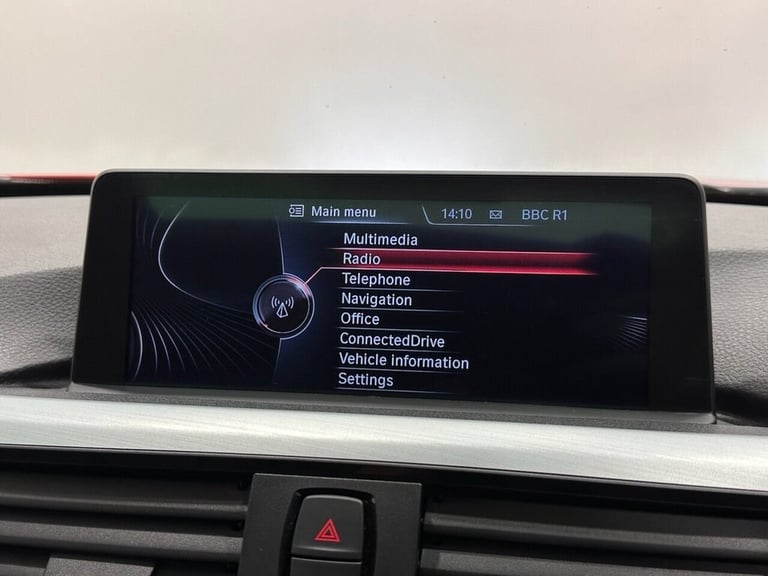 Main menu 14:10 BBC R1
Multimedia
Radio
Telephone
Navigation
Office
ConnectedDrive
Vehicle information
Settings